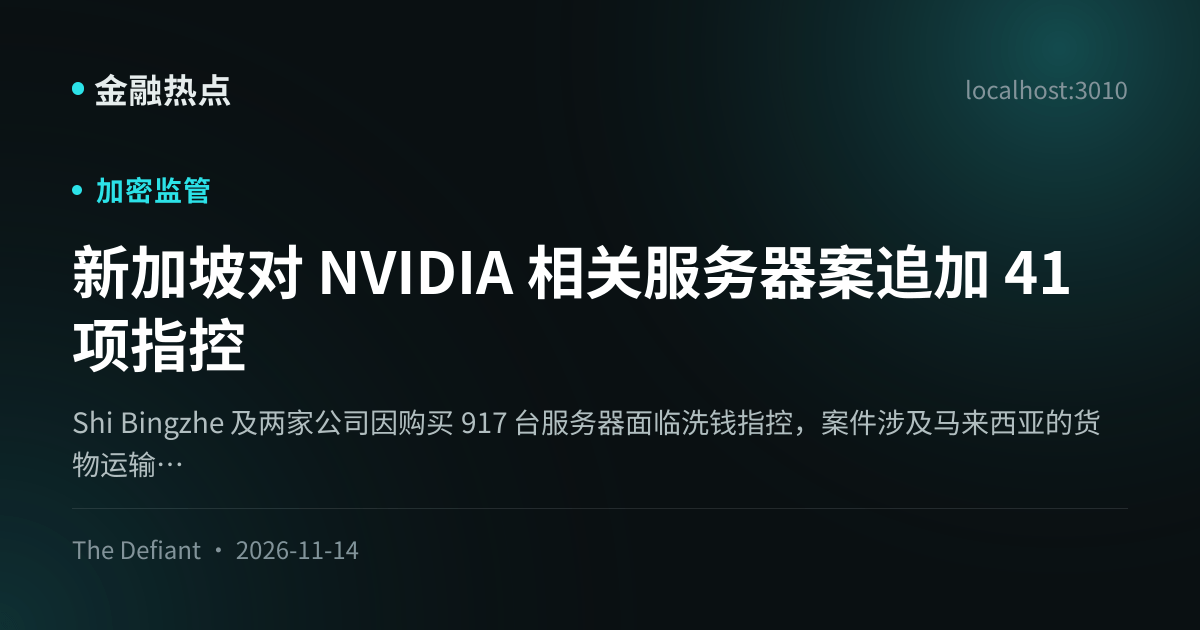 金融热点
localhost:3010
加密监管
新加坡对 NVIDIA 相关服务器案追加 41
项指控
Shi Bingzhe 及两家公司因购买 917 台服务器面临洗钱指控，案件涉及马来西亚的货
物运输…
The Defiant · 2026-11-14